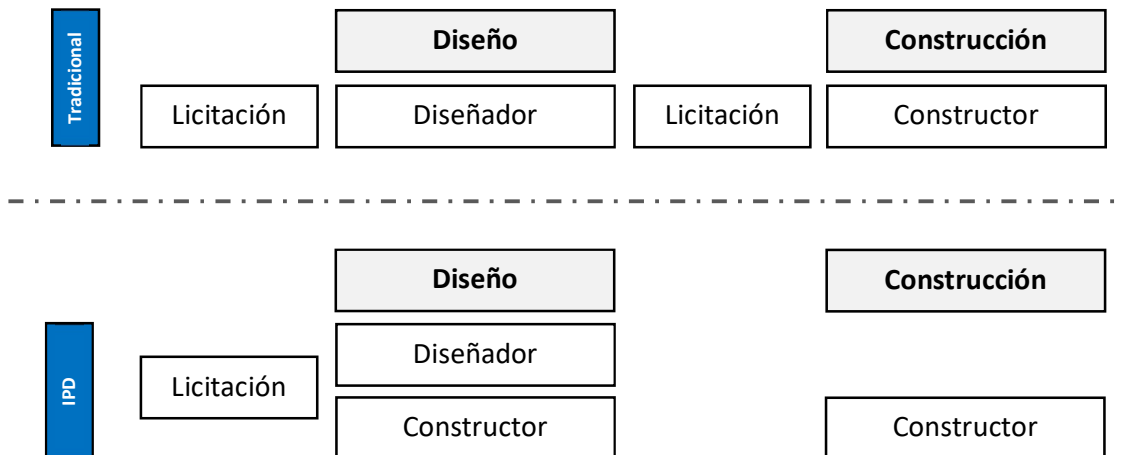 Tradicional
Diseño
Construcción
Licitación
Diseñador
Licitación
Constructor
IPD
Diseño
Construcción
Licitación
Diseñador
Constructor
Constructor